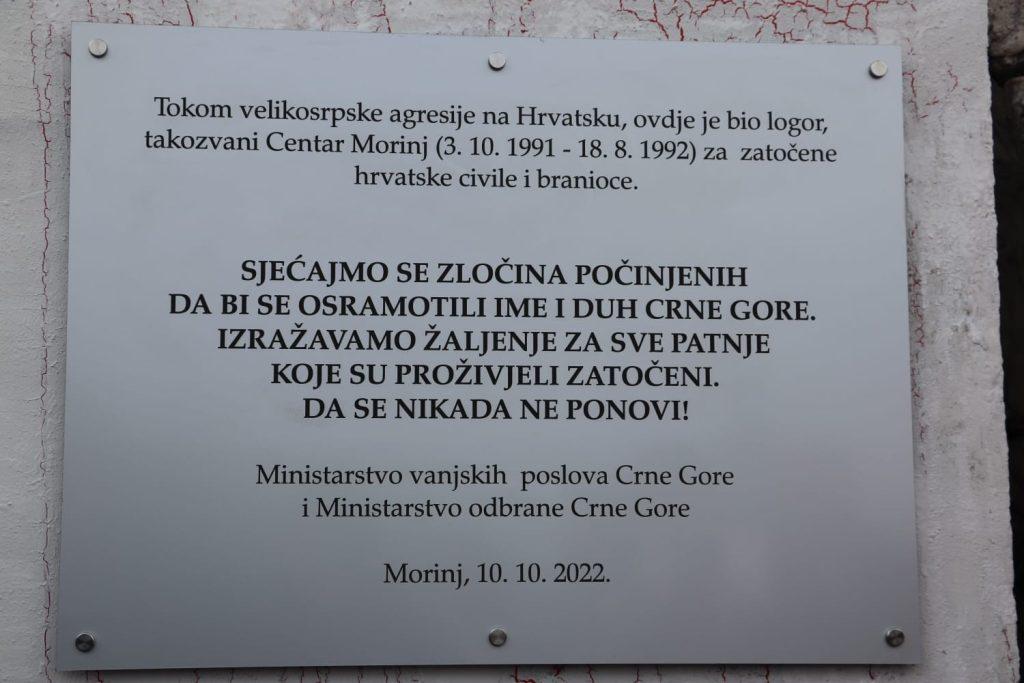 Tokom velikosrpske agresije na Hrvatsku, ovdje je bio logor,
takozvani Centar Morinj (3. 10. 1991 - 18. 8. 1992) za zatočene
hrvatske civile i branioce.
SJEĆAJMO SE ZLOČINA POČINJENIH
DA BI SE OSRAMOTILI IME I DUH CRNE GORE.
IZRAŽAVAMO ŽALJENJE ZA SVE PATNJE
KOJE SU PROŽIVJELI ZATOČENI.
DA SE NIKADA NE PONOVI!
Ministarstvo vanjskih poslova Crne Gore
i Ministarstvo odbrane Crne Gore
Morinj, 10. 10. 2022.